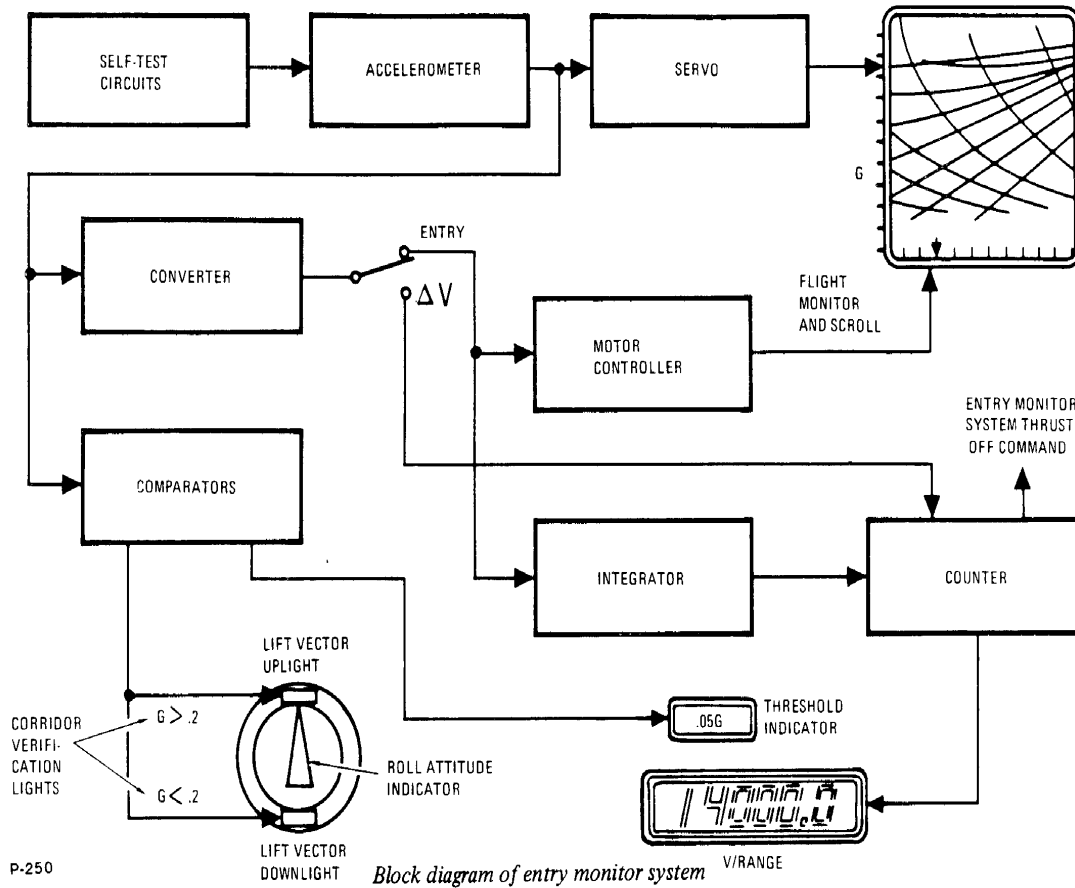 SELF-TEST
CIRCUITS
ACCELEROMETER
SERVO
G
CONVERTER
ENTRY
ΔV
MOTOR
CONTROLLER
FLIGHT
MONITOR
AND SCROLL
ENTRY MONITOR
SYSTEM THRUST
OFF COMMAND
COMPARATORS
INTEGRATOR
COUNTER
LIFT VECTOR
UPLIGHT
CORRIDOR
VERIFI-
CATION
LIGHTS
G > .2
G < .2
ROLL ATTITUDE
INDICATOR
LIFT VECTOR
DOWNLIGHT
.05G
THRESHOLD
INDICATOR
14000.0
V/RANGE
P-250
Block diagram of entry monitor system